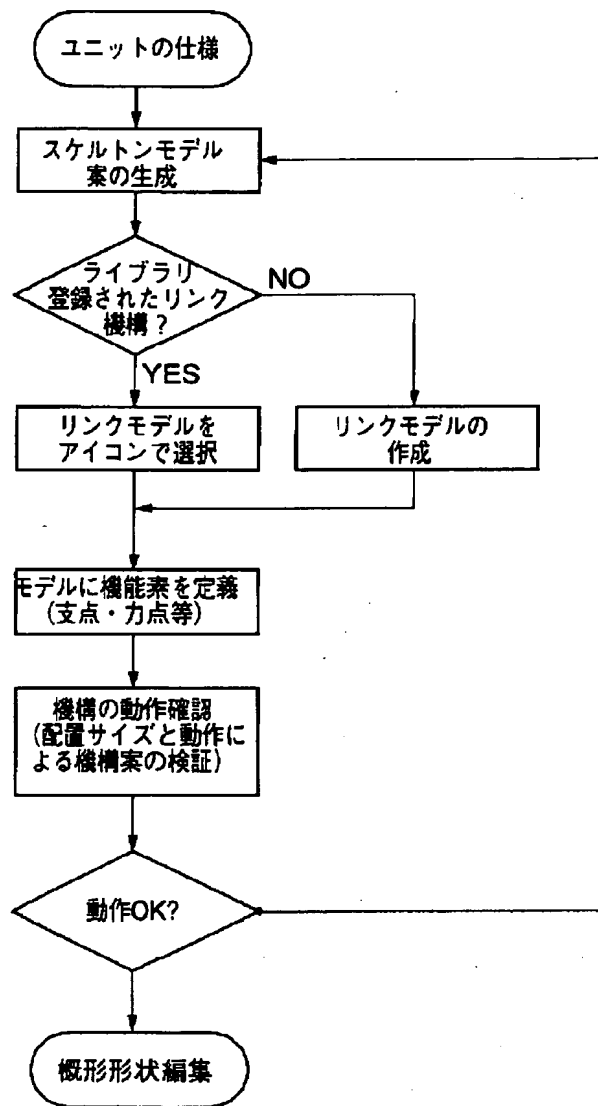 ユニットの仕様
スケルトンモデル
案の生成
ライブラリ
登録されたリンク
機構？
NO
YES
リンクモデルを
アイコンで選択
リンクモデルの
作成
モデルに機能素を定義
(支点・力点等)
機構の動作確認
(配置サイズと動作に
よる機構案の検証)
動作OK?
概形形状編集